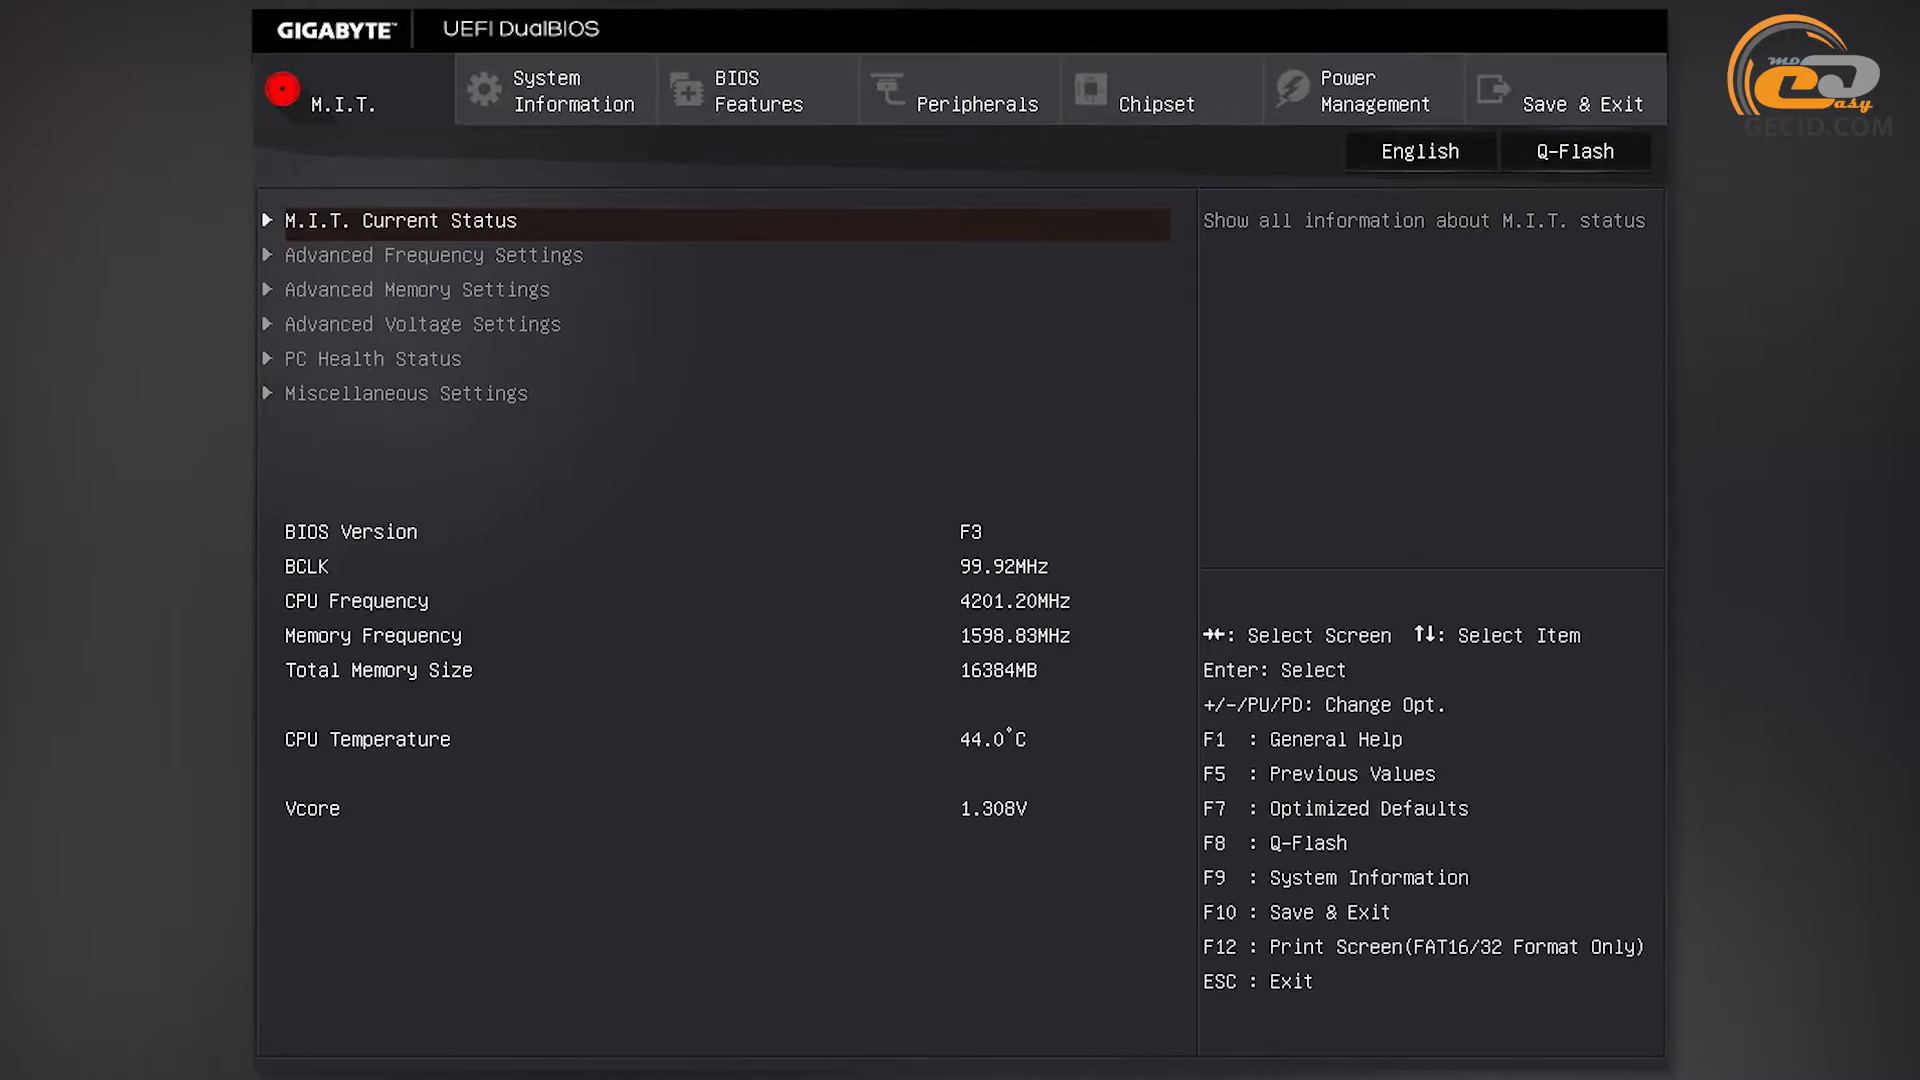 GIGABYTE™ UEFI DualBIOS
M.I.T.
System
Information
BIOS
Features
Peripherals
Chipset
Power
Management
Save & Exit
MODeasy
GECID.COM
English Q-Flash
M.I.T. Current Status
Advanced Frequency Settings
Advanced Memory Settings
Advanced Voltage Settings
PC Health Status
Miscellaneous Settings
BIOS Version F3
BCLK 99.92MHz
CPU Frequency 4201.20MHz
Memory Frequency 1598.83MHz
Total Memory Size 16384MB
CPU Temperature 44.0°C
Vcore 1.308V
Show all information about M.I.T. status
→←: Select Screen ↑↓: Select Item
Enter: Select
+/-/PU/PD: Change Opt.
F1 : General Help
F5 : Previous Values
F7 : Optimized Defaults
F8 : Q-Flash
F9 : System Information
F10 : Save & Exit
F12 : Print Screen(FAT16/32 Format Only)
ESC : Exit